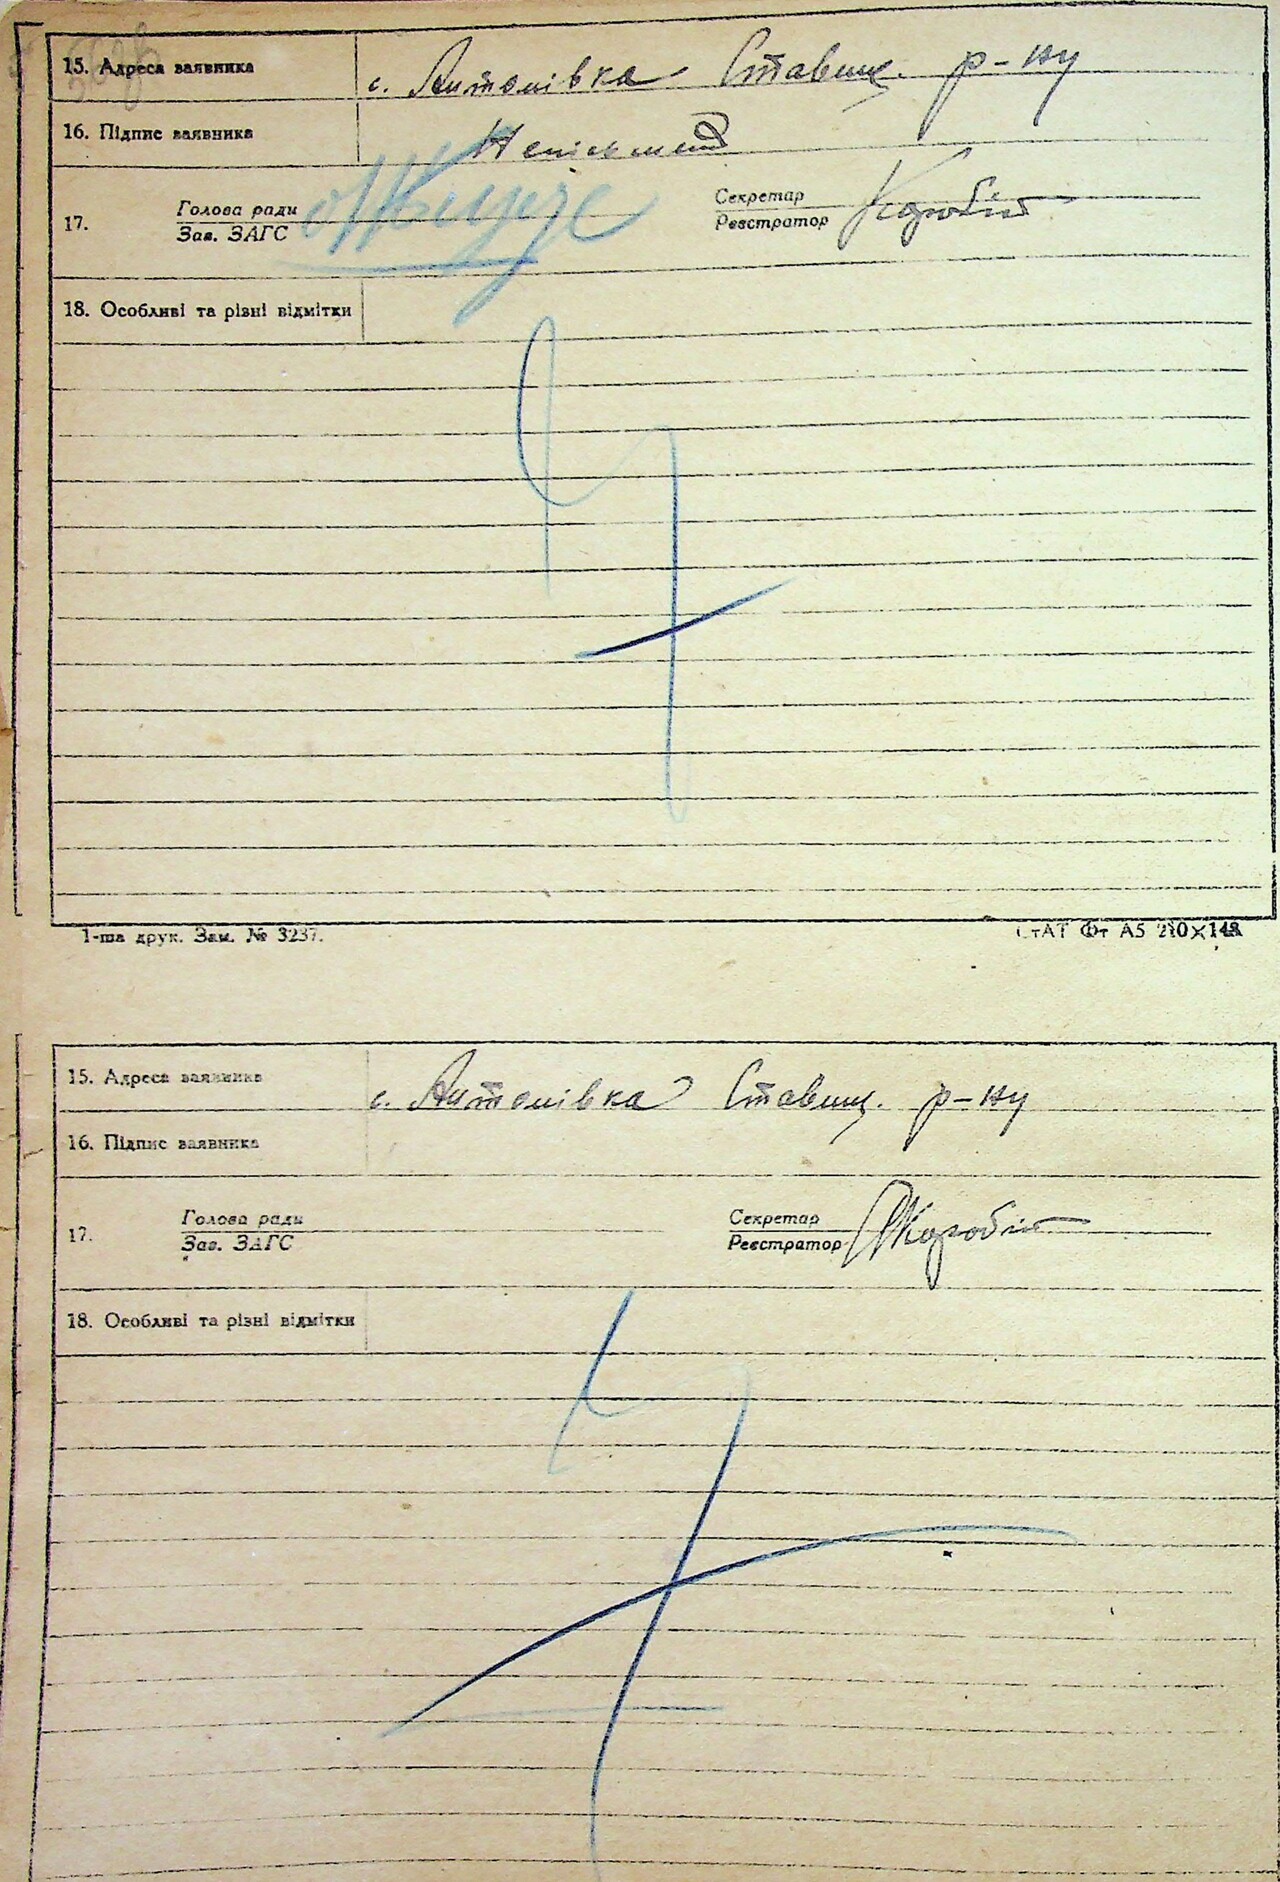 15. Адреса заявника с. Антонівка Ставищ. р-ну
16. Підпис заявника Неписьмен
Голова ради Секретар
17. Зав. ЗАГС Реєстратор Коробій
18. Особливі та різні відмітки
1-ша друк. Зам. № 3237. СтАТ Фт А5 210×148
15. Адреса заявника с. Антонівка Ставищ. р-ну
16. Підпис заявника
Голова ради Секретар
17. Зав. ЗАГС Реєстратор
18. Особливі та різні відмітки